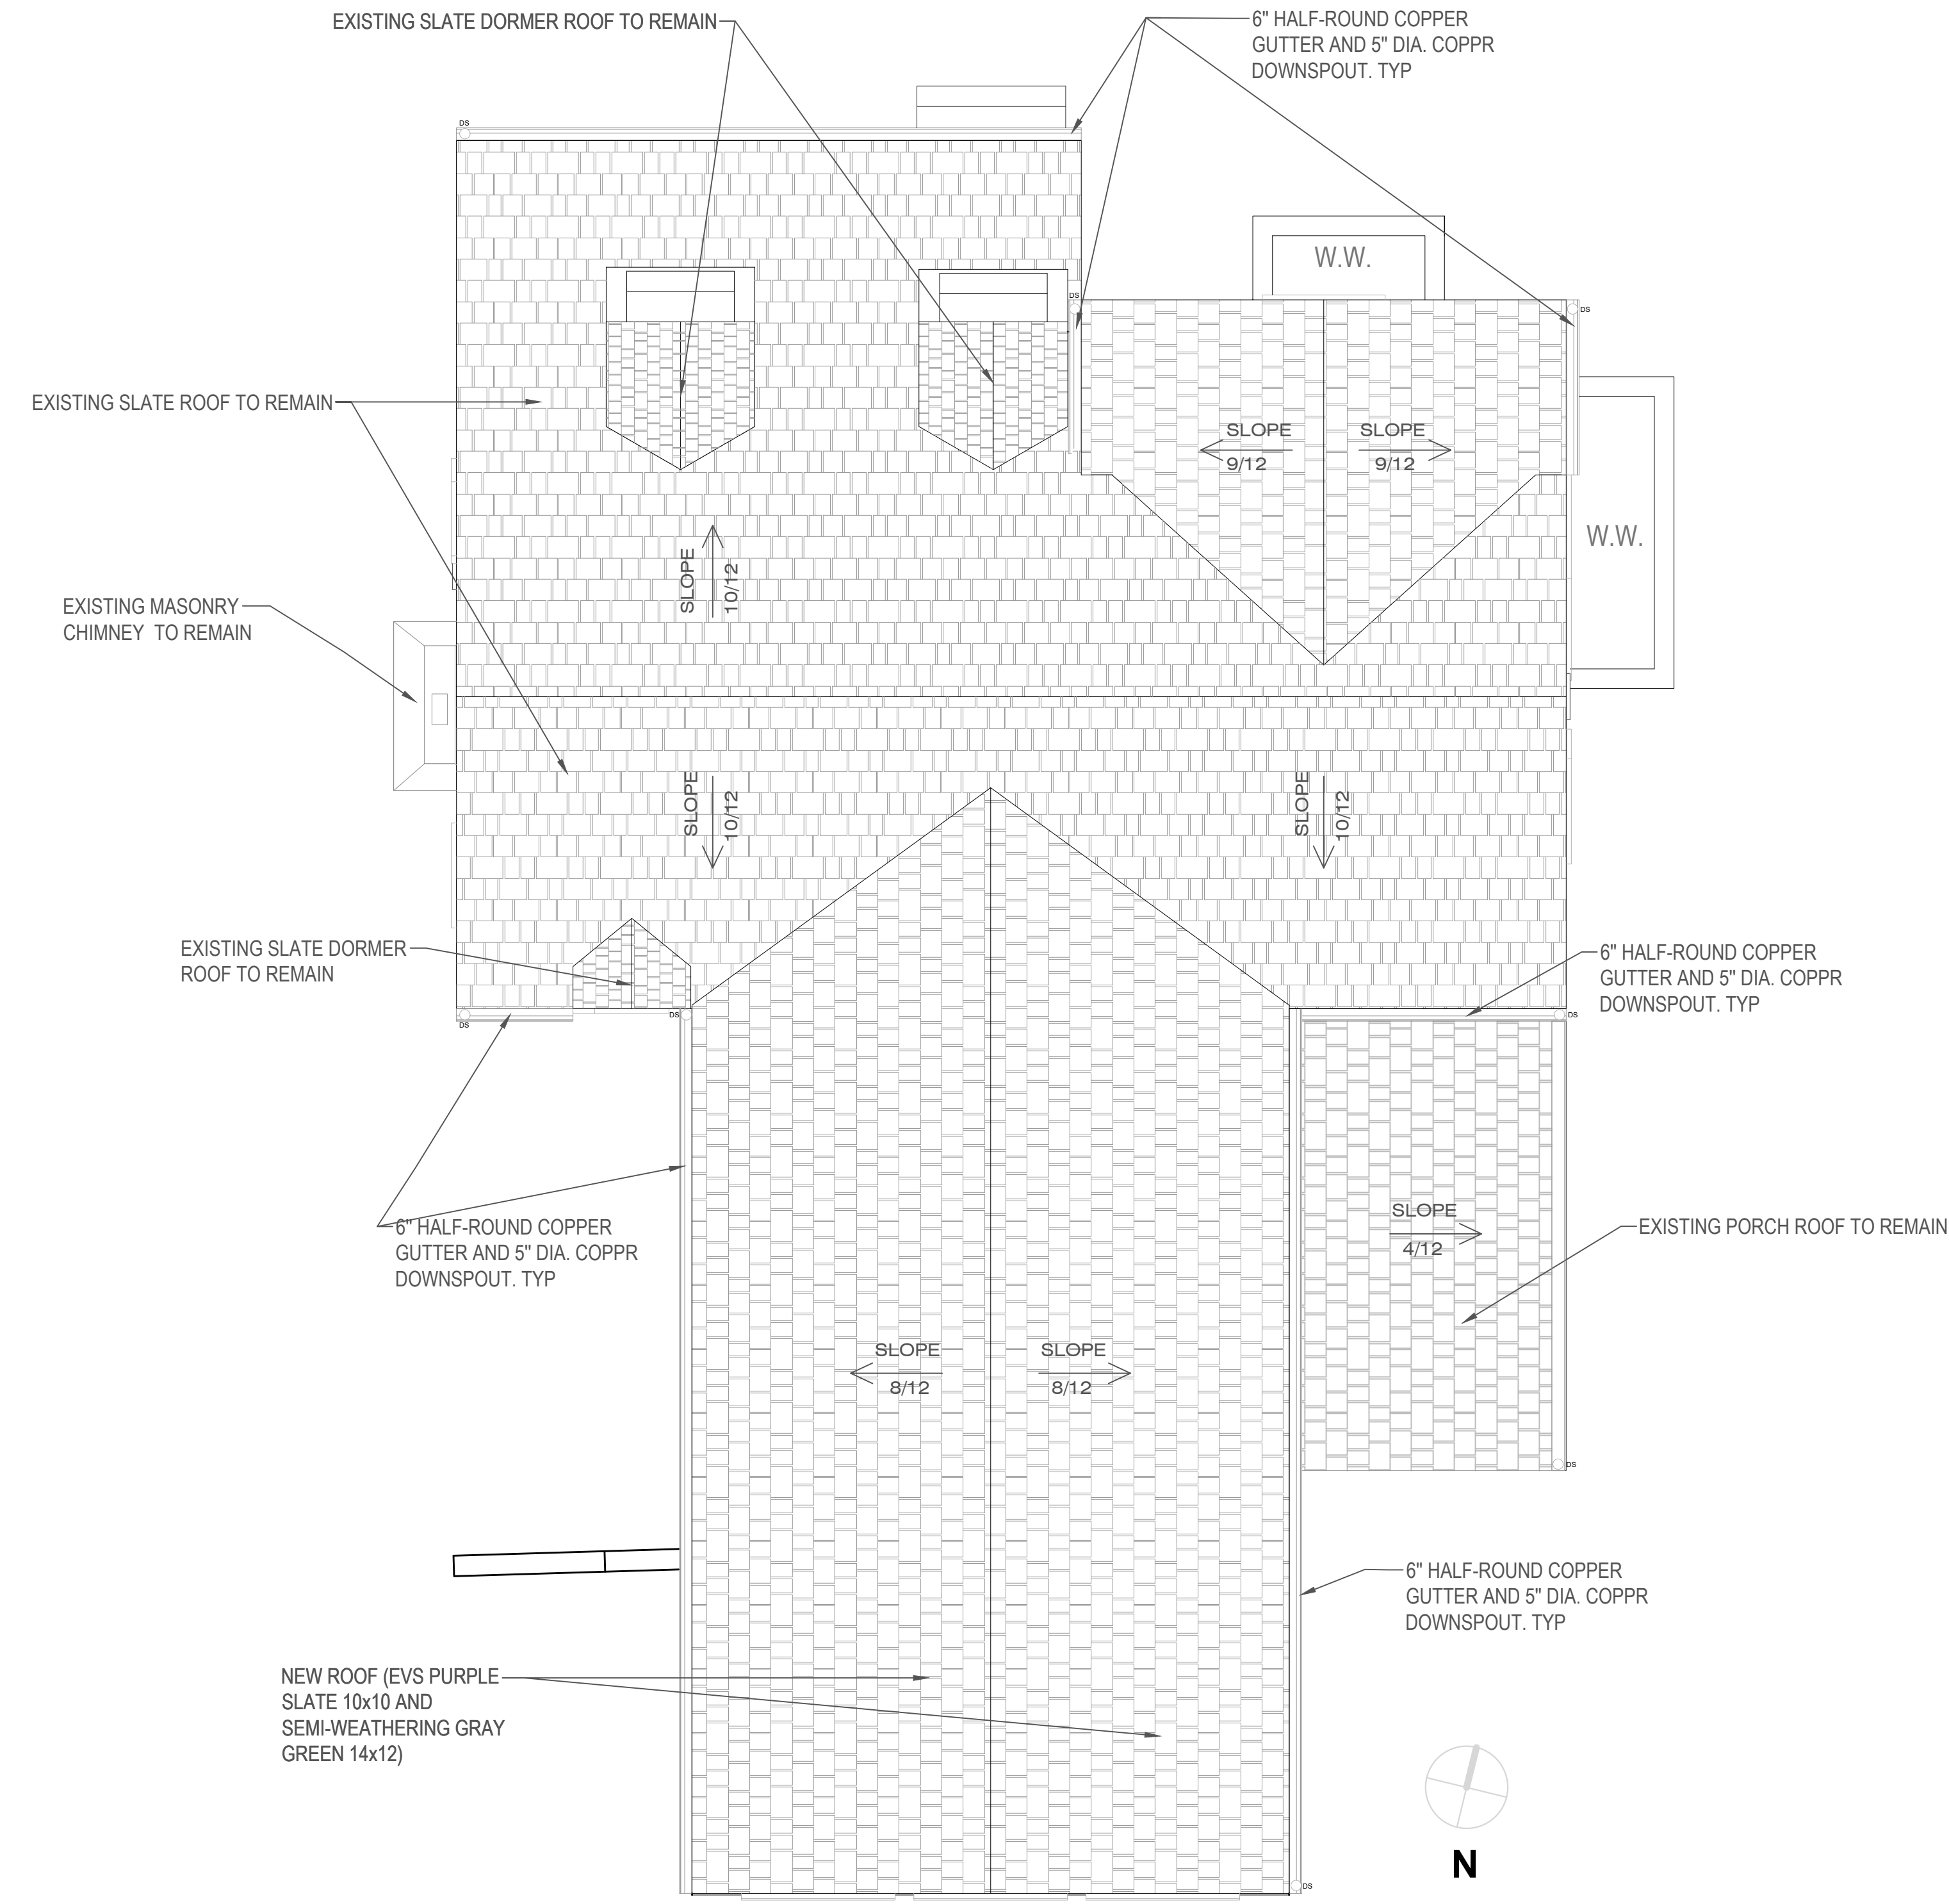 EXISTING SLATE DORMER ROOF TO REMAIN
6" HALF-ROUND COPPER
GUTTER AND 5" DIA. COPPR
DOWNSPOUT. TYP
DS
W.W.
DS
DS
EXISTING SLATE ROOF TO REMAIN
SLOPE
9/12
SLOPE
9/12
W.W.
SLOPE
10/12
EXISTING MASONRY
CHIMNEY TO REMAIN
SLOPE
10/12
SLOPE
10/12
EXISTING SLATE DORMER
ROOF TO REMAIN
6" HALF-ROUND COPPER
GUTTER AND 5" DIA. COPPR
DOWNSPOUT. TYP
DS
DS
DS
6" HALF-ROUND COPPER
GUTTER AND 5" DIA. COPPR
DOWNSPOUT. TYP
SLOPE
4/12
EXISTING PORCH ROOF TO REMAIN
SLOPE
8/12
SLOPE
8/12
DS
6" HALF-ROUND COPPER
GUTTER AND 5" DIA. COPPR
DOWNSPOUT. TYP
NEW ROOF (EVS PURPLE
SLATE 10x10 AND
SEMI-WEATHERING GRAY
GREEN 14x12)
N
DS